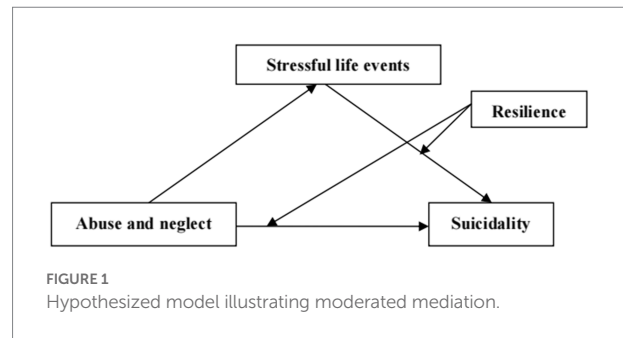 Stressful life events
Resilience
Abuse and neglect
Suicidality
FIGURE 1
Hypothesized model illustrating moderated mediation.